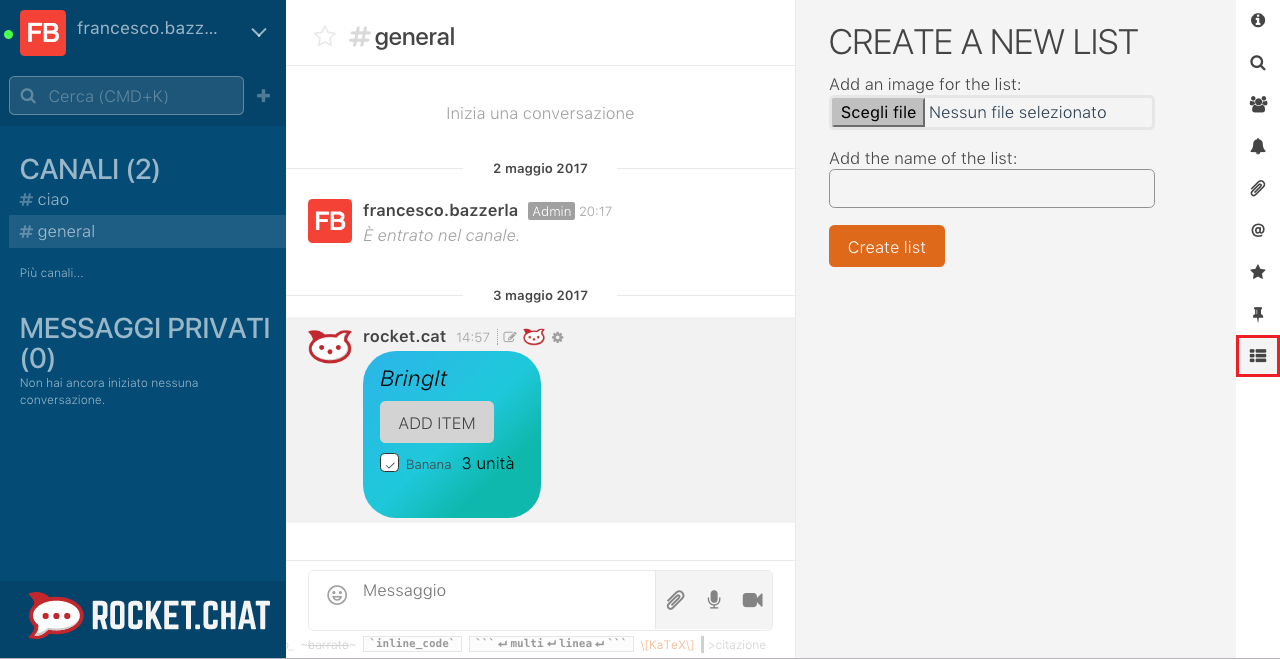 FB
francesco.bazz...
Cerca (CMD+K)
CANALI (2)
# ciao
# general
Più canali...
MESSAGGI PRIVATI
(0)
Non hai ancora iniziato nessuna
conversazione.
ROCKET.CHAT
#general
Inizia una conversazione
2 maggio 2017
FB
francesco.bazzerla Admin 20:17
È entrato nel canale.
3 maggio 2017
rocket.cat 14:57
BringIt
ADD ITEM
Banana 3 unità
Messaggio
~barrato~ `inline_code` ```↵multi↵linea↵``` \[KaTeX\] >citazione
CREATE A NEW LIST
Add an image for the list:
Scegli file Nessun file selezionato
Add the name of the list:
Create list
@